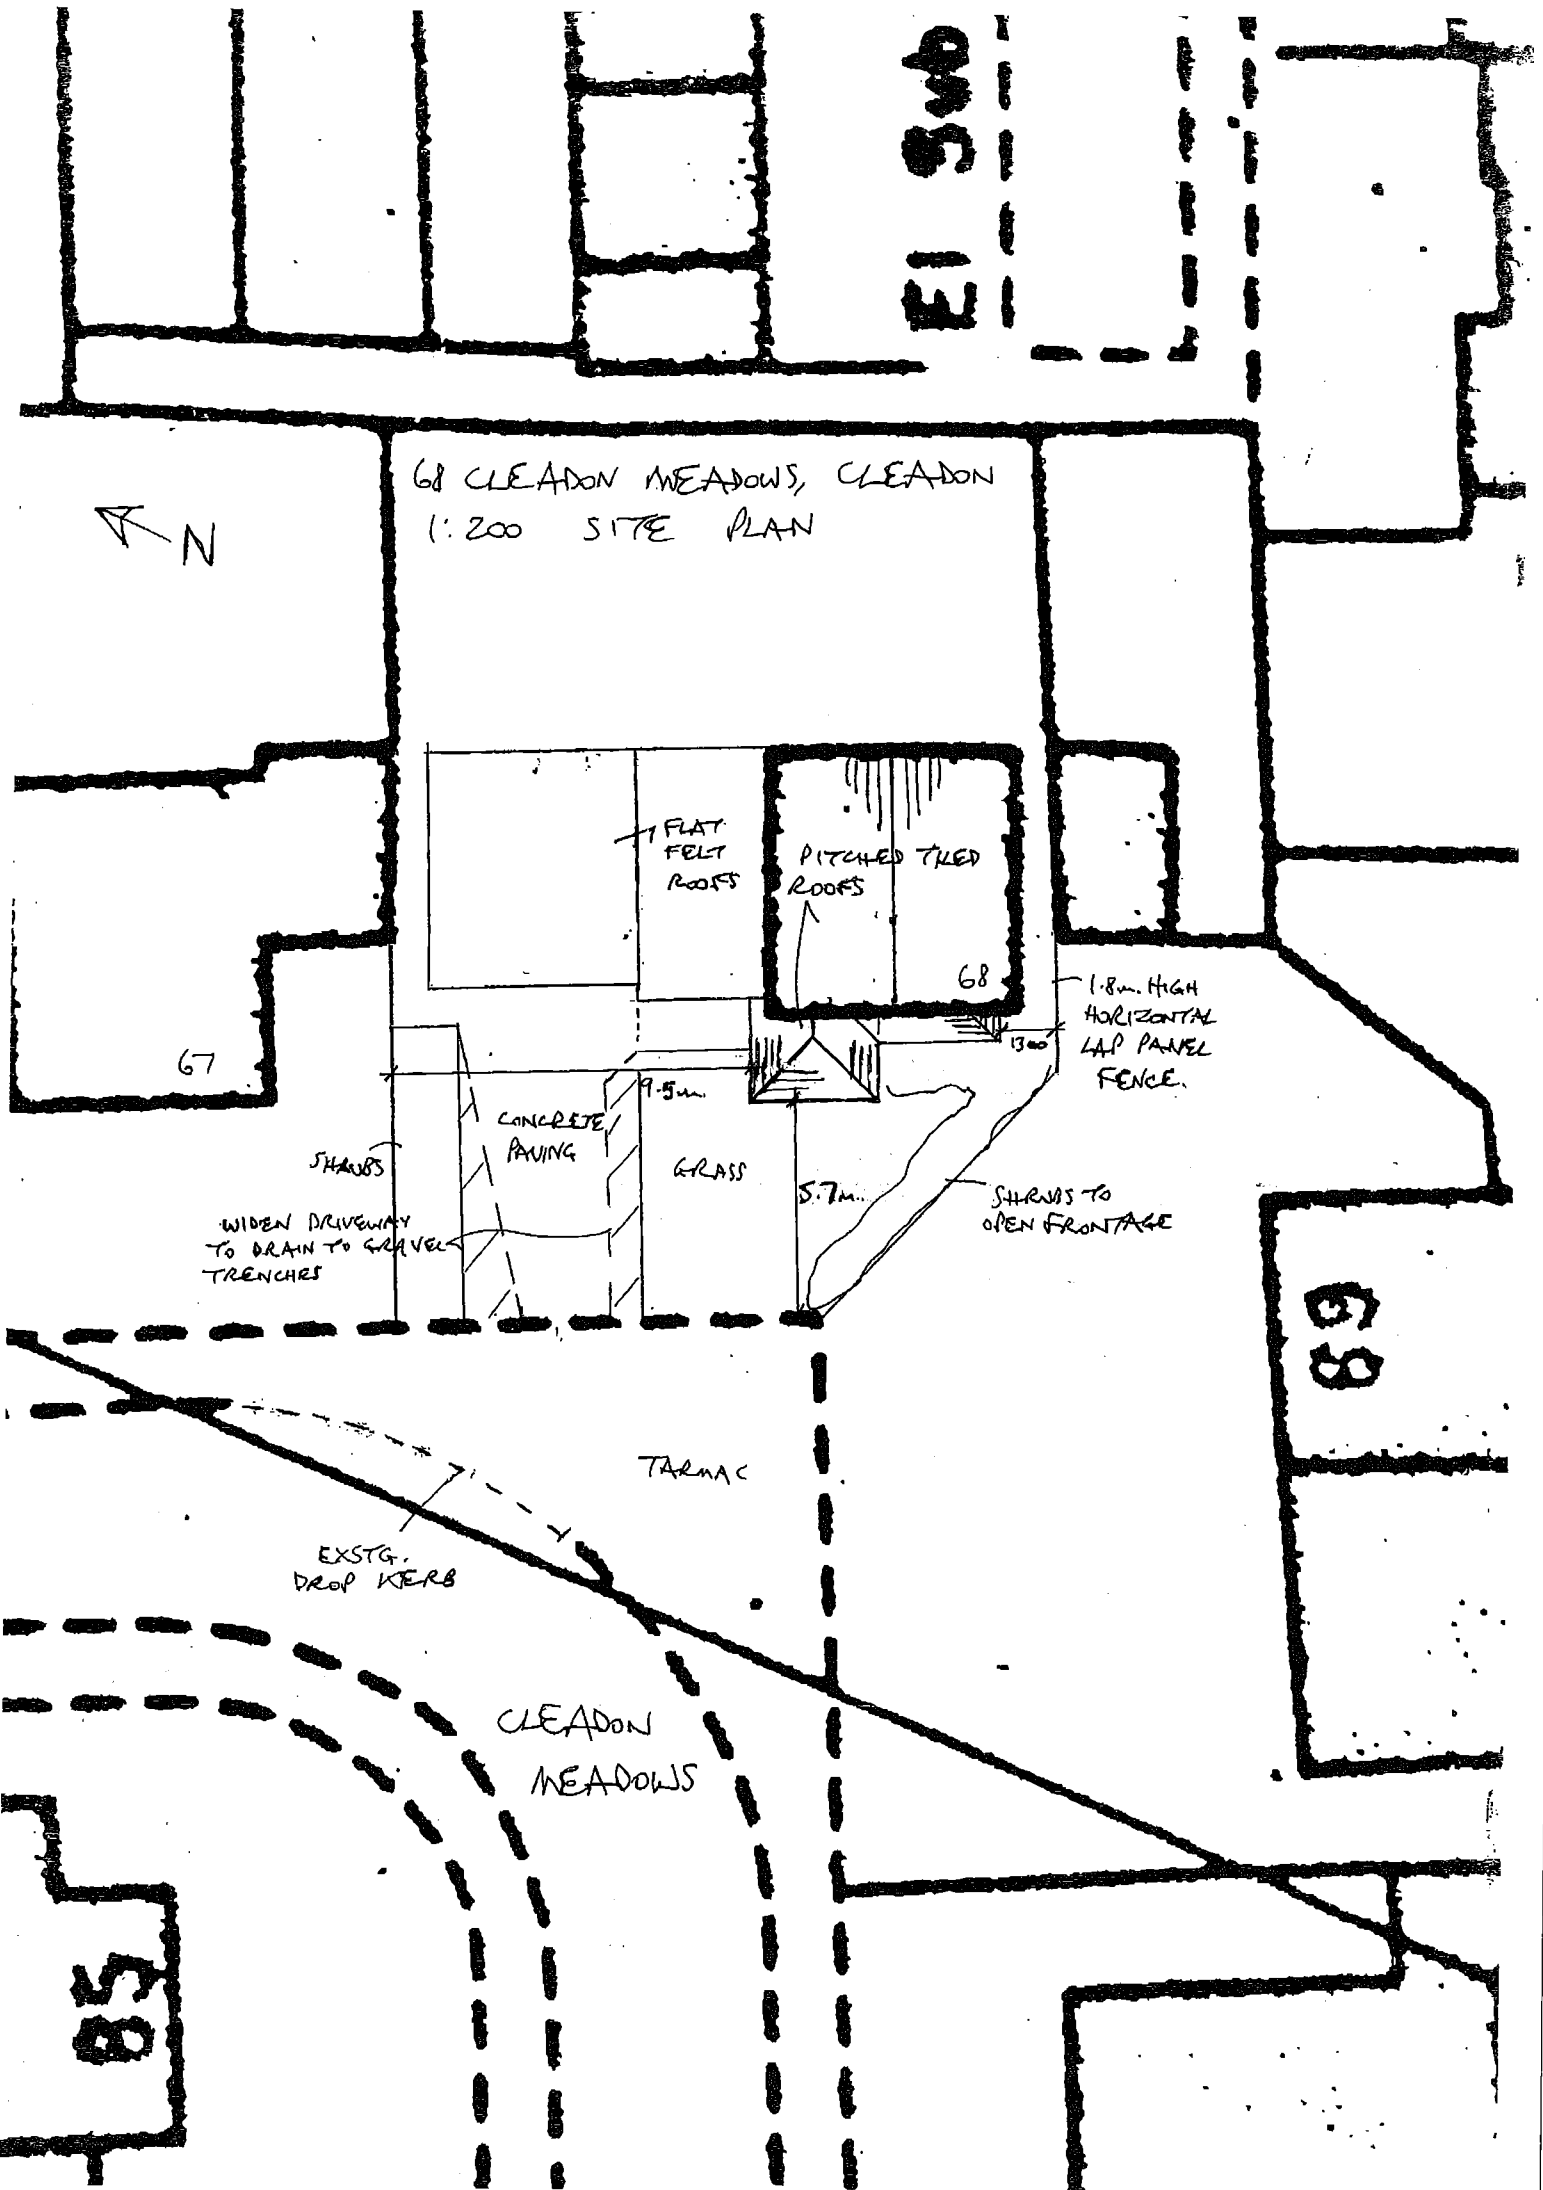 El Sub
68 CLEADON MEADOWS, CLEADON
1:200 SITE PLAN
N
FLAT
FELT
ROOFS
PITCHED TILED
ROOFS
68
1.8m. HIGH
HORIZONTAL
LAP PANEL
FENCE.
1300
67
9.5m.
CONCRETE
PAVING
SHRUBS
GRASS
5.7m.
SHRUBS TO
OPEN FRONTAGE
WIDEN DRIVEWAY
TO DRAIN TO GRAVEL
TRENCHES
69
TARMAC
EXSTG.
DROP KERB
CLEADON
MEADOWS
85